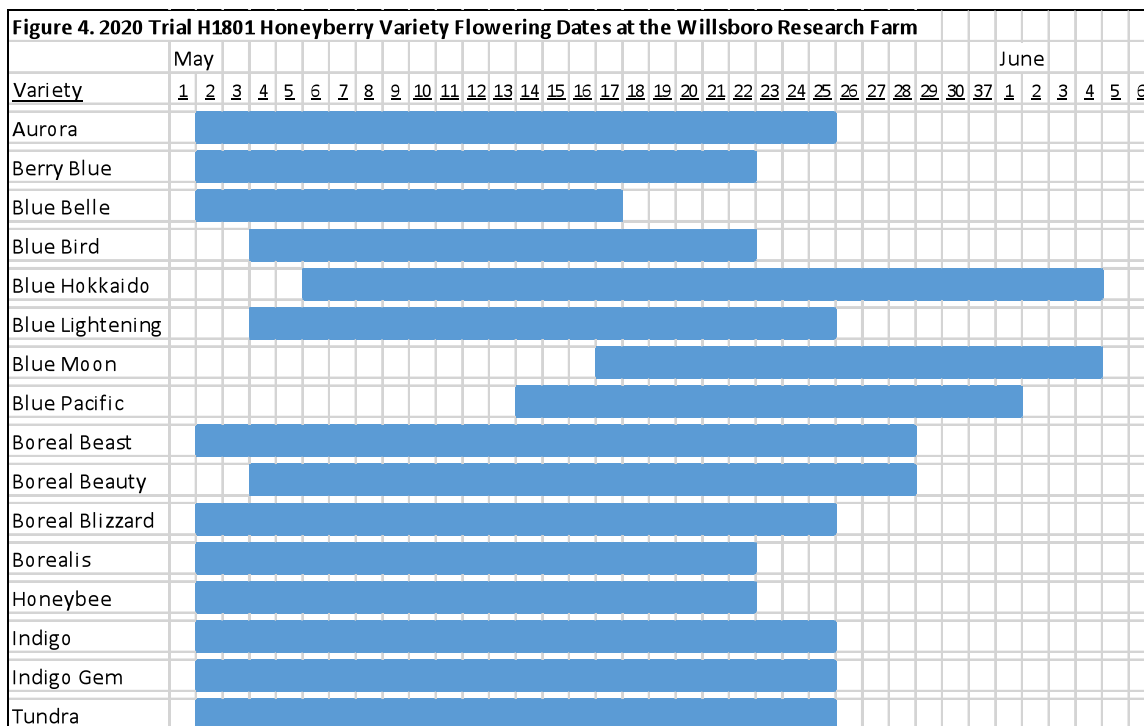 Figure 4. 2020 Trial H1801 Honeyberry Variety Flowering Dates at the Willsboro Research Farm
May June
Variety 1 2 3 4 5 6 7 8 9 10 11 12 13 14 15 16 17 18 19 20 21 22 23 24 25 26 27 28 29 30 37 1 2 3 4 5 6
Aurora
Berry Blue
Blue Belle
Blue Bird
Blue Hokkaido
Blue Lightening
Blue Moon
Blue Pacific
Boreal Beast
Boreal Beauty
Boreal Blizzard
Borealis
Honeybee
Indigo
Indigo Gem
Tundra